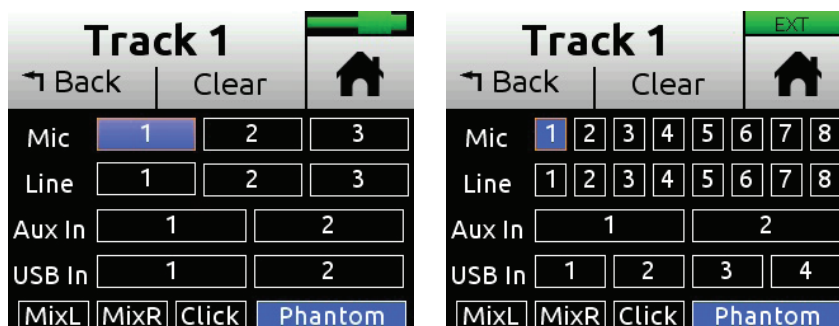 Track 1
Back Clear
Mic 1 2 3
Line 1 2 3
Aux In 1 2
USB In 1 2
MixL MixR Click Phantom
EXT
Track 1
Back Clear
Mic 1 2 3 4 5 6 7 8
Line 1 2 3 4 5 6 7 8
Aux In 1 2
USB In 1 2 3 4
MixL MixR Click Phantom